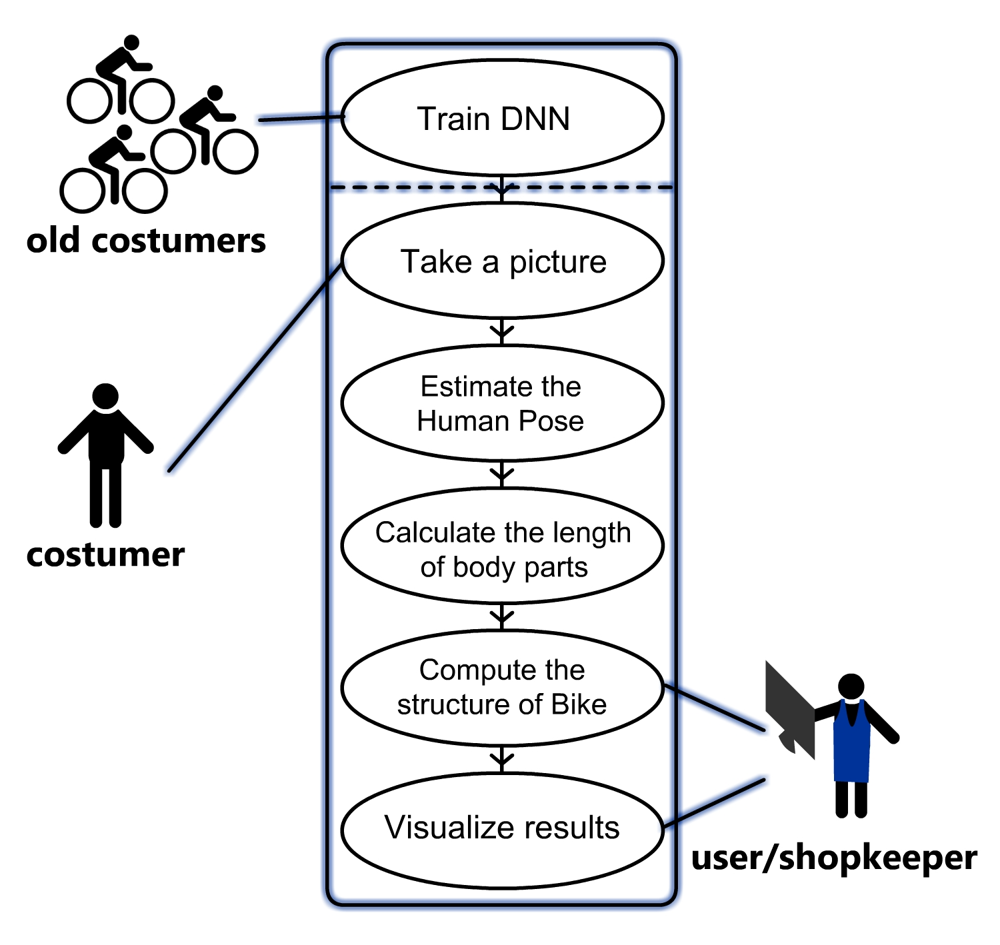 Train DNN
old costumers
Take a picture
Estimate the
Human Pose
costumer
Calculate the length
of body parts
Compute the
structure of Bike
Visualize results
user/shopkeeper